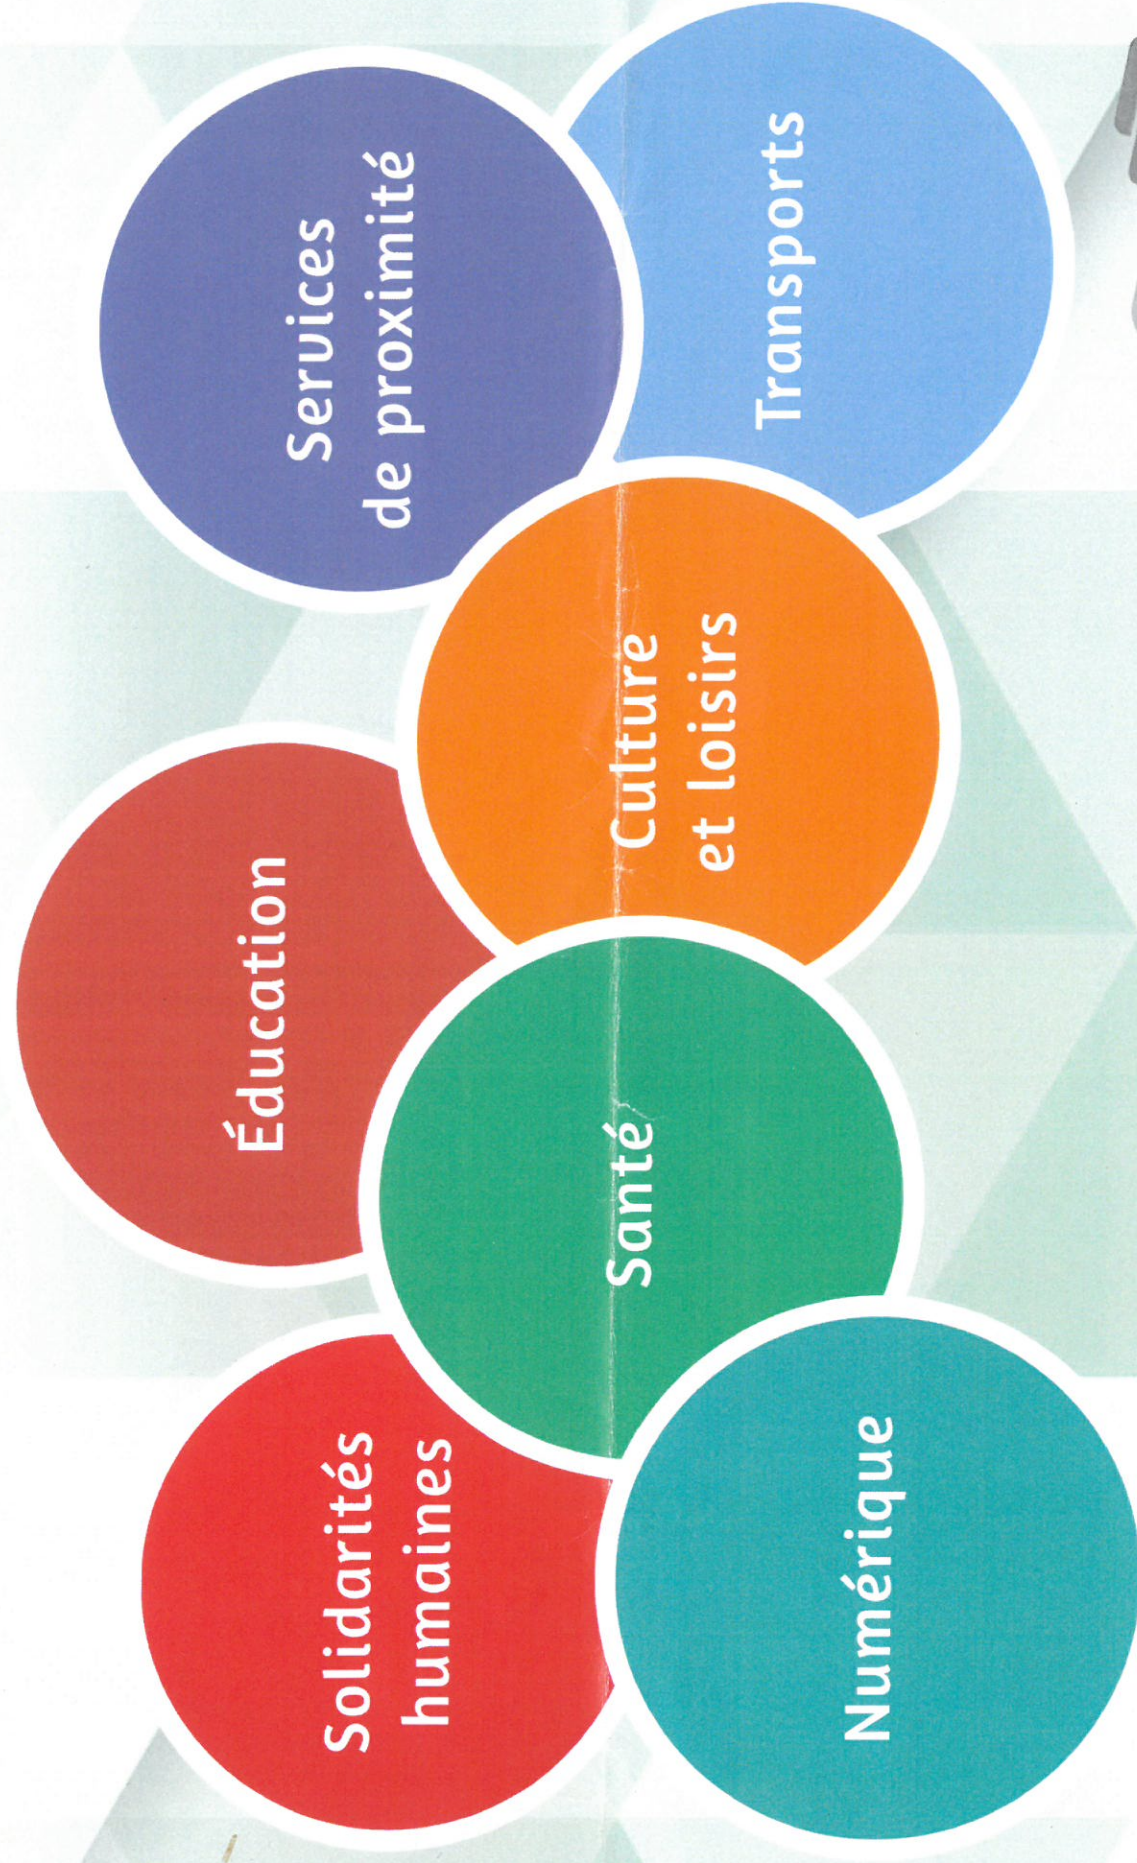 Solidarités
humaines
Éducation
Services
de proximité
Santé
Culture
et loisirs
Numérique
Transports